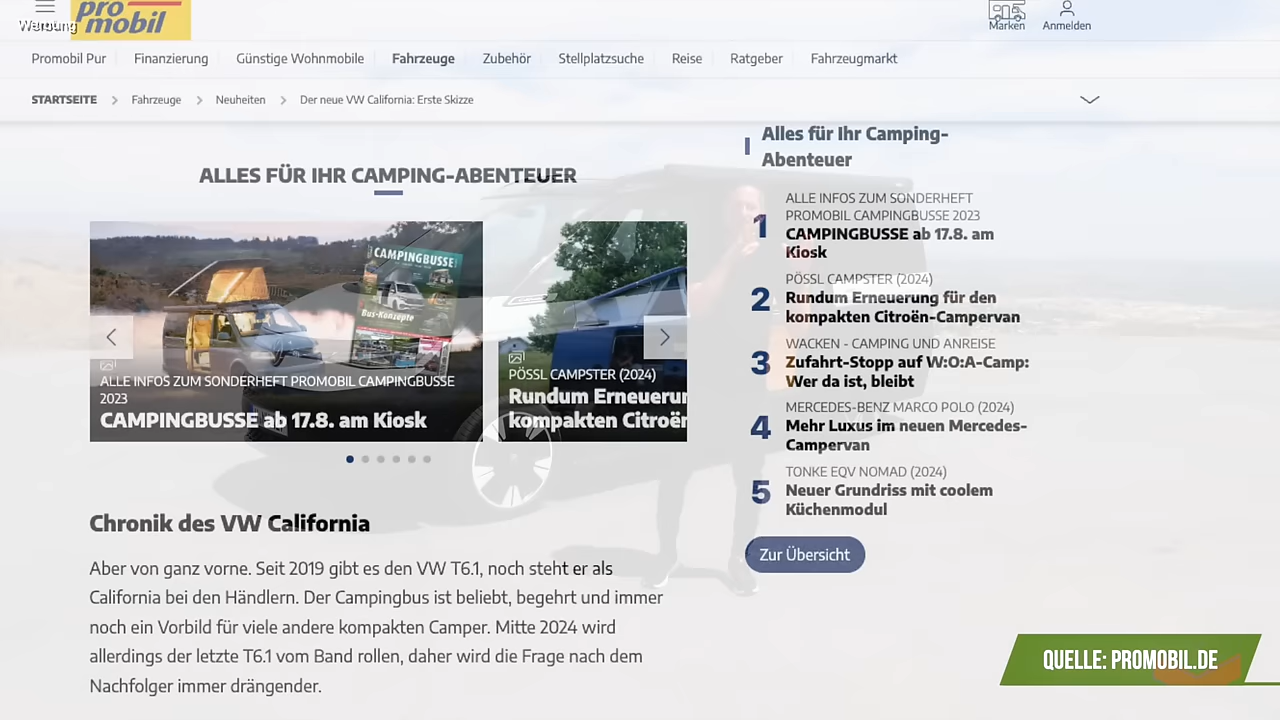 Werbung
pro
mobil
Marken
Anmelden
Promobil Pur
Finanzierung
Günstige Wohnmobile
Fahrzeuge
Zubehör
Stellplatzsuche
Reise
Ratgeber
Fahrzeugmarkt
STARTSEITE
Fahrzeuge
Neuheiten
Der neue VW California: Erste Skizze
ALLES FÜR IHR CAMPING-ABENTEUER
CAMPINGBUSSE
Bus-Konzepte
ALLE INFOS ZUM SONDERHEFT PROMOBIL CAMPINGBUSSE
2023
CAMPINGBUSSE ab 17.8. am Kiosk
PÖSSL CAMPSTER (2024)
Rundum Erneuerur
kompakten Citroër
Chronik des VW California
Aber von ganz vorne. Seit 2019 gibt es den VW T6.1, noch steht er als
California bei den Händlern. Der Campingbus ist beliebt, begehrt und immer
noch ein Vorbild für viele andere kompakten Camper. Mitte 2024 wird
allerdings der letzte T6.1 vom Band rollen, daher wird die Frage nach dem
Nachfolger immer drängender.
Alles für Ihr Camping-
Abenteuer
1
ALLE INFOS ZUM SONDERHEFT
PROMOBIL CAMPINGBUSSE 2023
CAMPINGBUSSE ab 17.8. am
Kiosk
2
PÖSSL CAMPSTER (2024)
Rundum Erneuerung für den
kompakten Citroën-Campervan
3
WACKEN - CAMPING UND ANREISE
Zufahrt-Stopp auf W:O:A-Camp:
Wer da ist, bleibt
4
MERCEDES-BENZ MARCO POLO (2024)
Mehr Luxus im neuen Mercedes-
Campervan
5
TONKE EQV NOMAD (2024)
Neuer Grundriss mit coolem
Küchenmodul
Zur Übersicht
QUELLE: PROMOBIL.DE